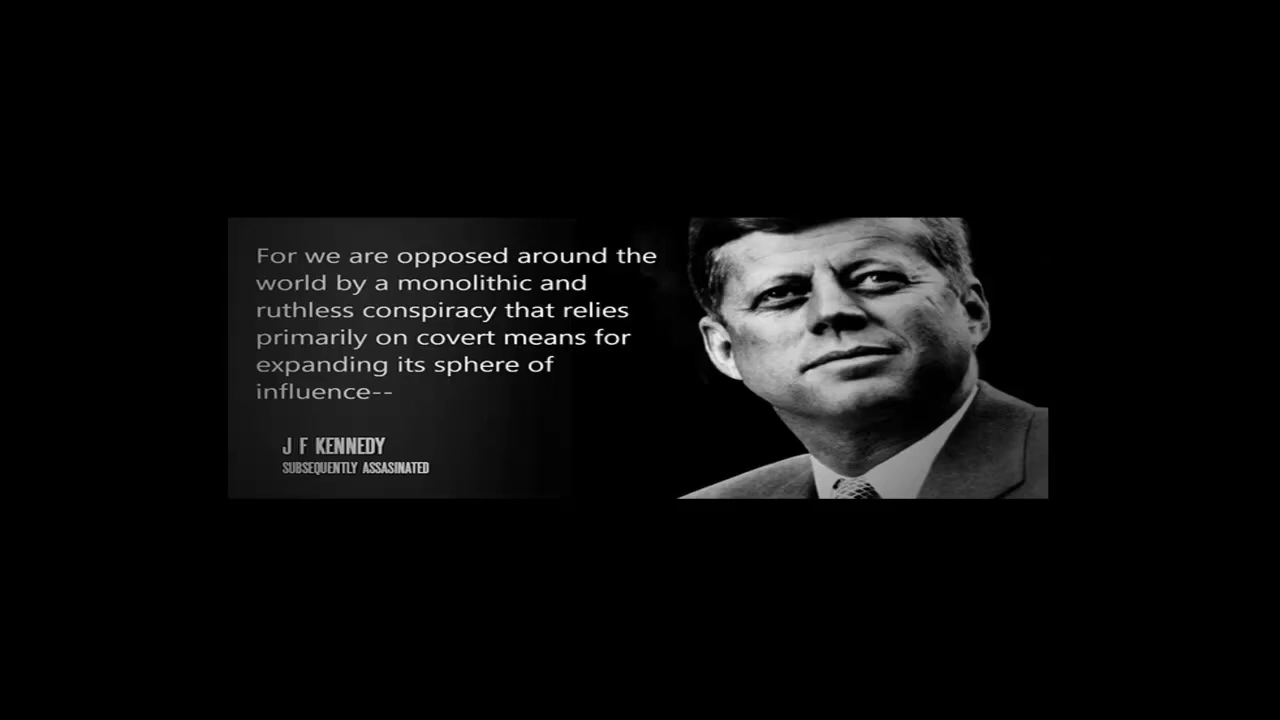 For we are opposed around the
world by a monolithic and
ruthless conspiracy that relies
primarily on covert means for
expanding its sphere of
influence--
J F KENNEDY
SUBSEQUENTLY ASSASINATED